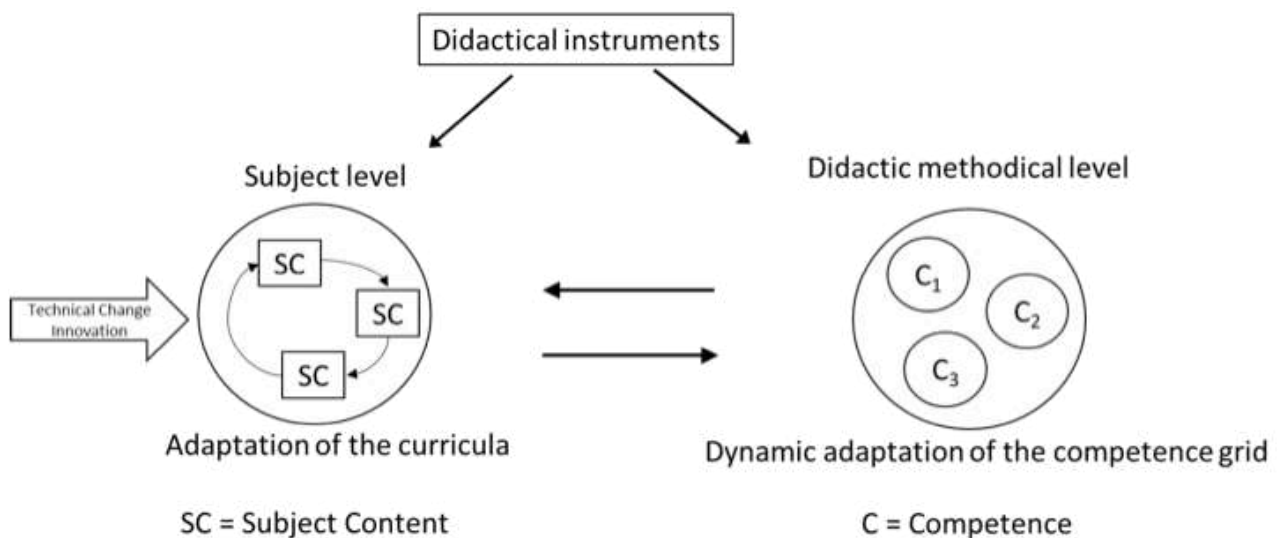 Didactical instruments
Subject level
Didactic methodical level
SC
SC
SC
Technical Change
Innovation
C₁
C₂
C₃
Adaptation of the curricula
Dynamic adaptation of the competence grid
SC = Subject Content
C = Competence